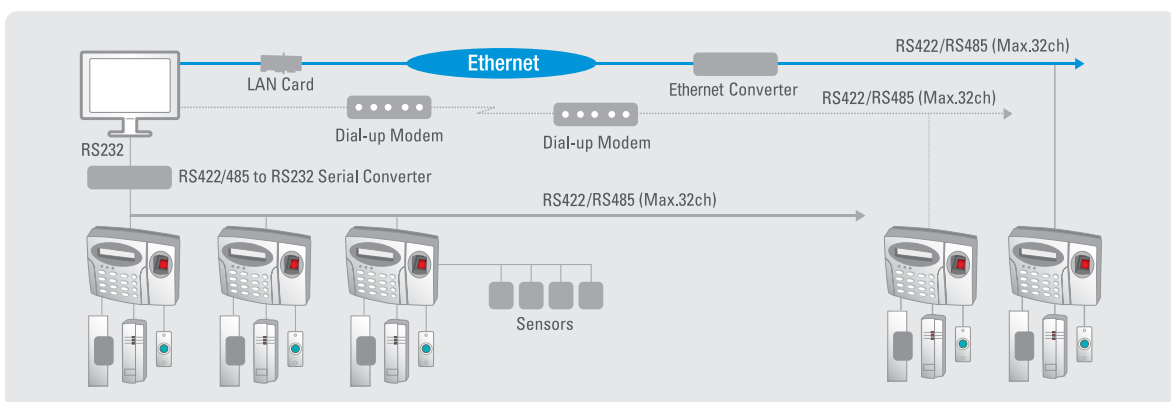 RS422/RS485 (Max.32ch)
Ethernet
LAN Card
Ethernet Converter
RS422/RS485 (Max.32ch)
Dial-up Modem
Dial-up Modem
RS232
RS422/485 to RS232 Serial Converter
RS422/RS485 (Max.32ch)
Sensors